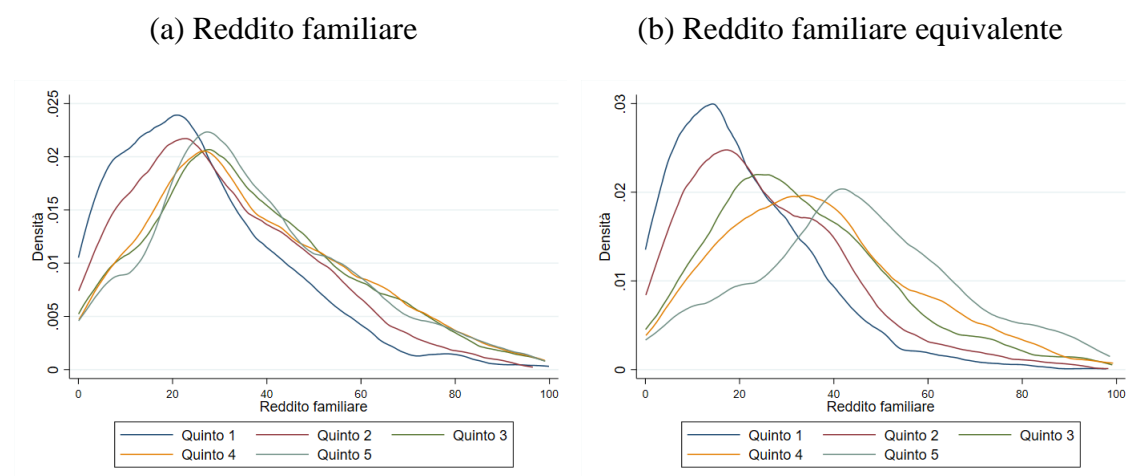 (a) Reddito familiare
(b) Reddito familiare equivalente
.025
.02
.015
.01
.005
0
Densità
0 20 40 60 80 100
Reddito familiare
Quinto 1 Quinto 2 Quinto 3
Quinto 4 Quinto 5
.03
.02
.01
0
Densità
0 20 40 60 80 100
Reddito familiare
Quinto 1 Quinto 2 Quinto 3
Quinto 4 Quinto 5